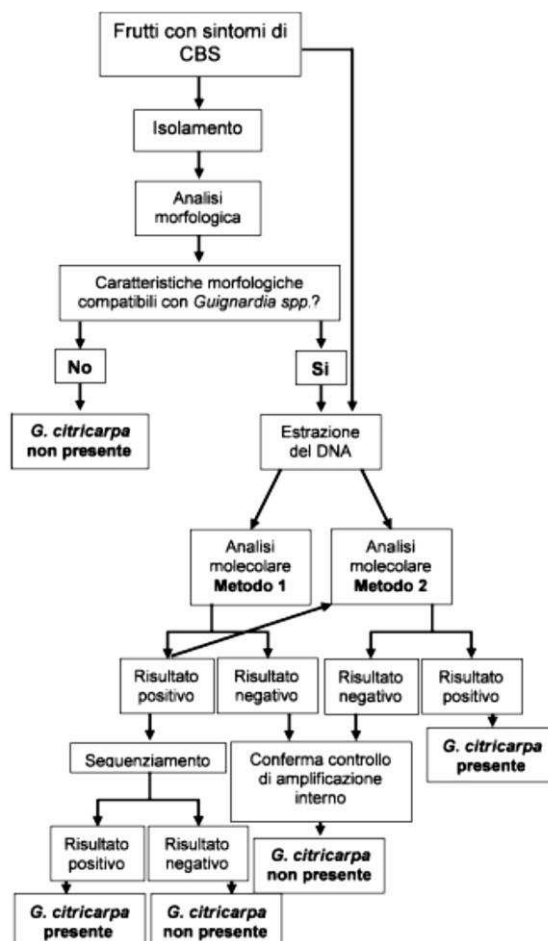 Frutti con sintomi di
CBS
Isolamento
Analisi
morfologica
Caratteristiche morfologiche
compatibili con Guignardia spp.?
No
Si
G. citricarpa
non presente
Estrazione
del DNA
Analisi
molecolare
Metodo 1
Analisi
molecolare
Metodo 2
Risultato
positivo
Risultato
negativo
Risultato
negativo
Risultato
positivo
Sequenziamento
Conferma controllo
di amplificazione
interno
G. citricarpa
presente
Risultato
positivo
Risultato
negativo
G. citricarpa
non presente
G. citricarpa
presente
G. citricarpa
non presente